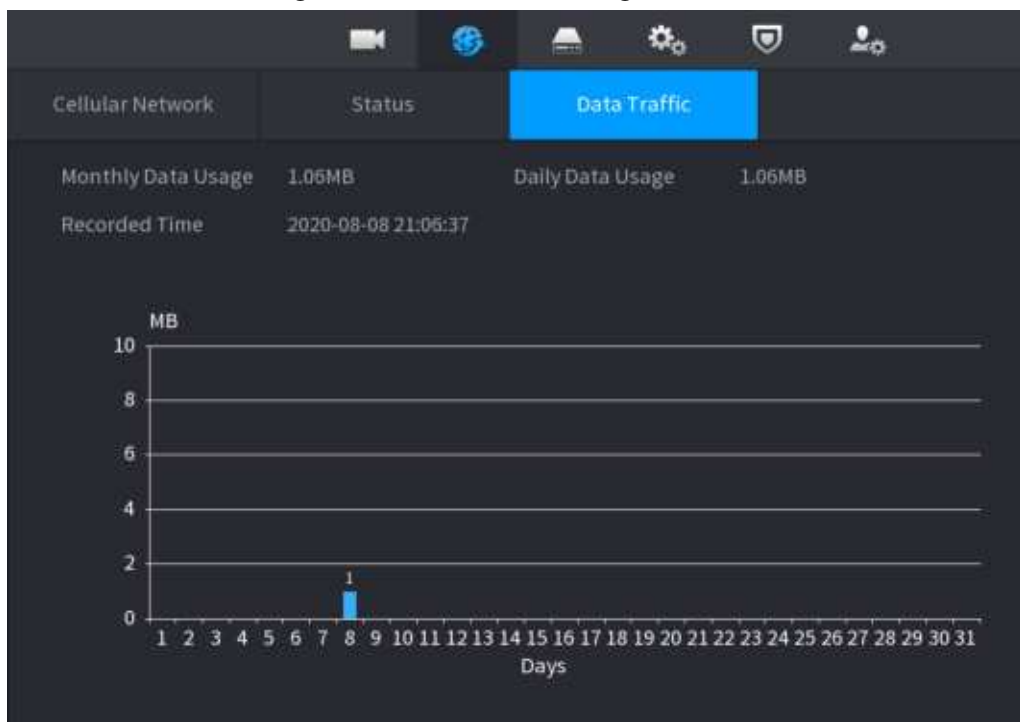 Cellular Network Status Data Traffic
Monthly Data Usage 1.06MB Daily Data Usage 1.06MB
Recorded Time 2020-08-08 21:06:37
MB
10
8
6
4
2
1
0
1 2 3 4 5 6 7 8 9 10 11 12 13 14 15 16 17 18 19 20 21 22 23 24 25 26 27 28 29 30 31
Days